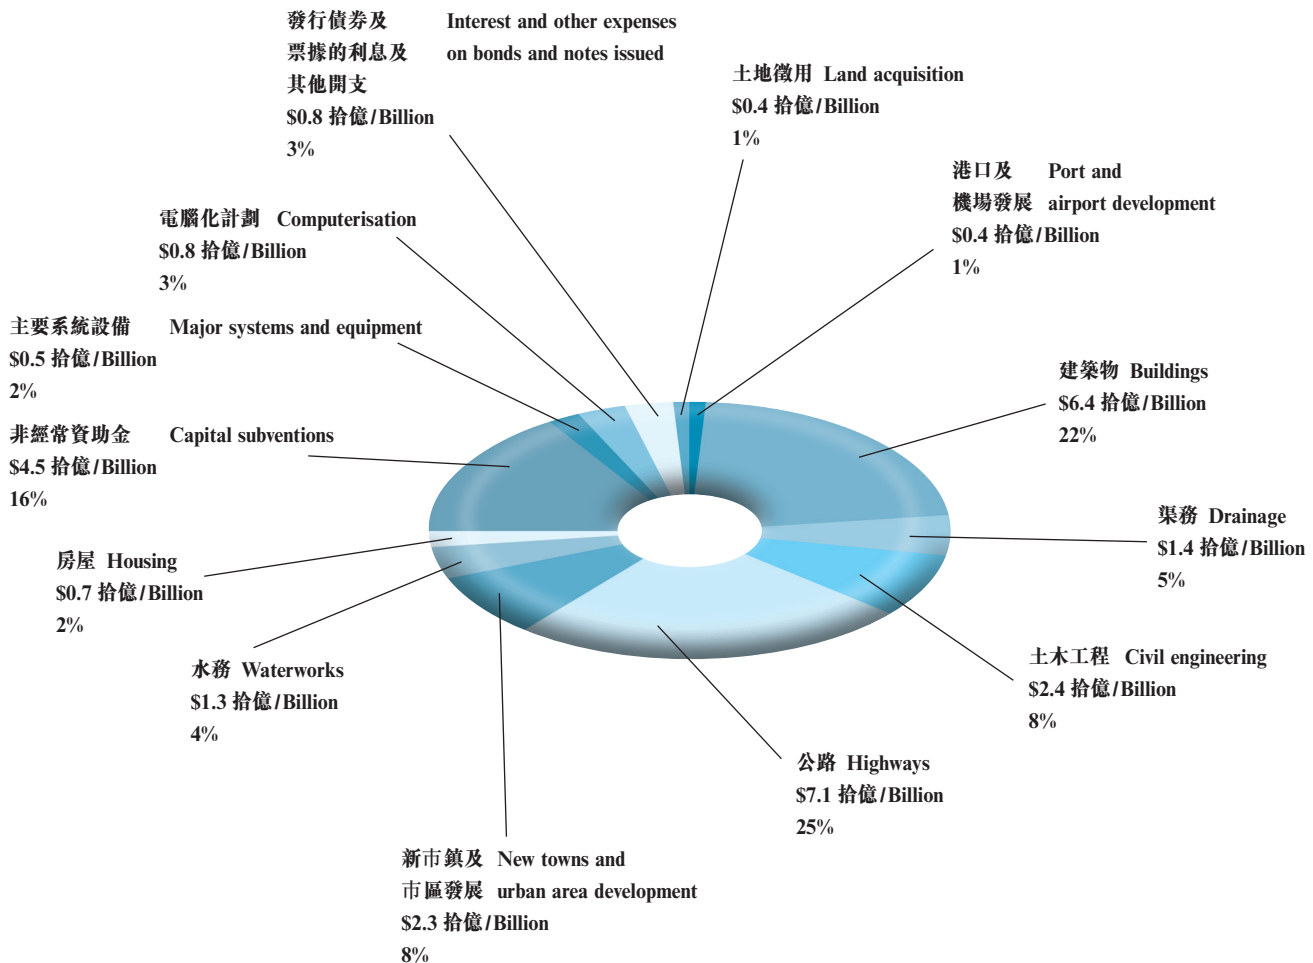 發行債券及 Interest and other expenses
票據的利息及 on bonds and notes issued
其他開支
$0.8 拾億/Billion
3%
土地徵用 Land acquisition
$0.4 拾億/Billion
1%
港口及 Port and
機場發展 airport development
$0.4 拾億/Billion
1%
電腦化計劃 Computerisation
$0.8 拾億/Billion
3%
主要系統設備 Major systems and equipment
$0.5 拾億/Billion
2%
建築物 Buildings
$6.4 拾億/Billion
22%
非經常資助金 Capital subventions
$4.5 拾億/Billion
16%
渠務 Drainage
$1.4 拾億/Billion
5%
房屋 Housing
$0.7 拾億/Billion
2%
水務 Waterworks
$1.3 拾億/Billion
4%
土木工程 Civil engineering
$2.4 拾億/Billion
8%
公路 Highways
$7.1 拾億/Billion
25%
新市鎮及 New towns and
市區發展 urban area development
$2.3 拾億/Billion
8%